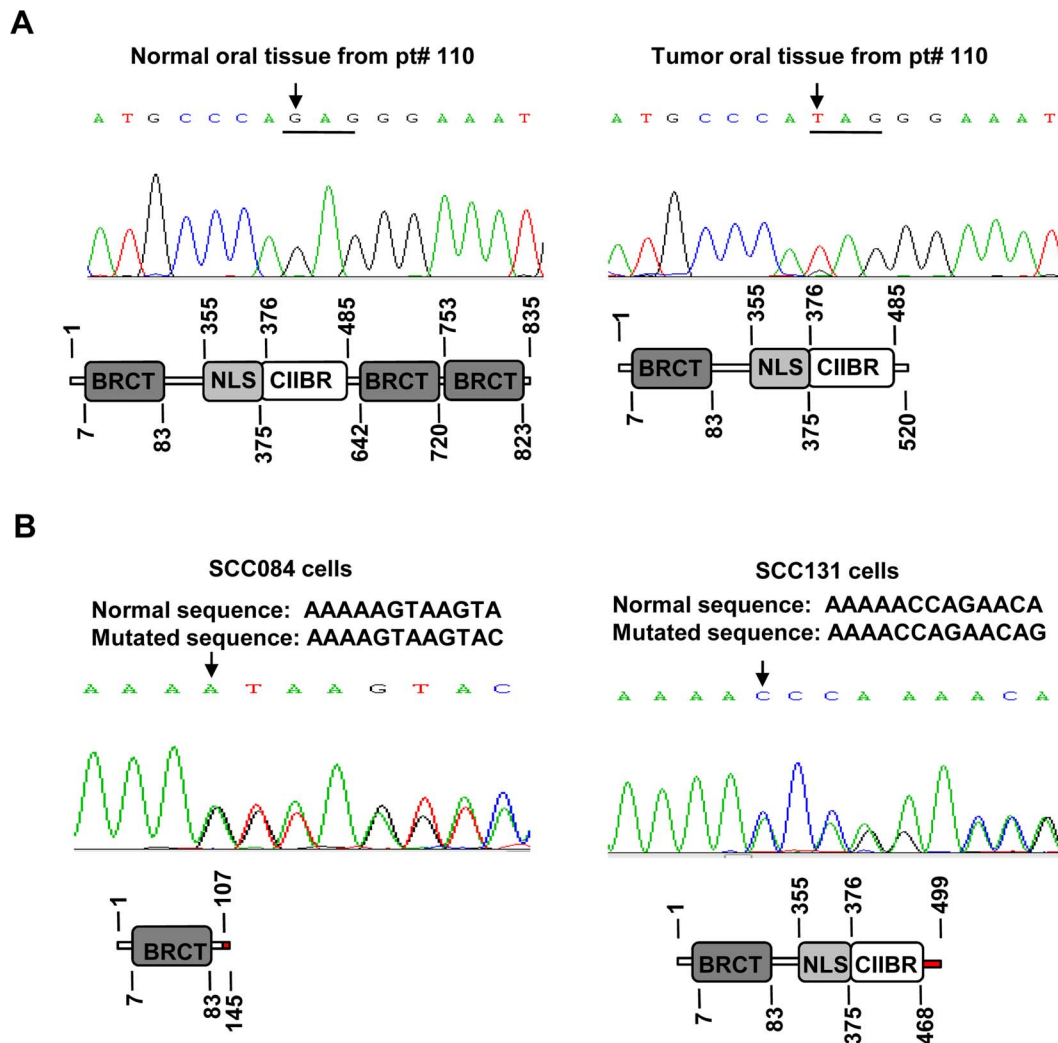 A
Normal oral tissue from pt# 110
A T G C C C A G A G G G A A A T
1 355 376 485 753 835
BRCT NLS CIIBR BRCT BRCT
7 83 375 642 720 823
Tumor oral tissue from pt# 110
A T G C C C A T A G G G A A A T
1 355 376 485
BRCT NLS CIIBR
7 83 375 520
B
SCC084 cells
Normal sequence: AAAAAGTAAGTA
Mutated sequence: AAAAGTAAGTAC
A A A A T A A G T A C
1 107
BRCT
7 83 145
SCC131 cells
Normal sequence: AAAAACCAGAACA
Mutated sequence: AAAACCAGAACAG
A A A A C C C A A A C A
1 355 376 499
BRCT NLS CIIBR
7 83 375 468